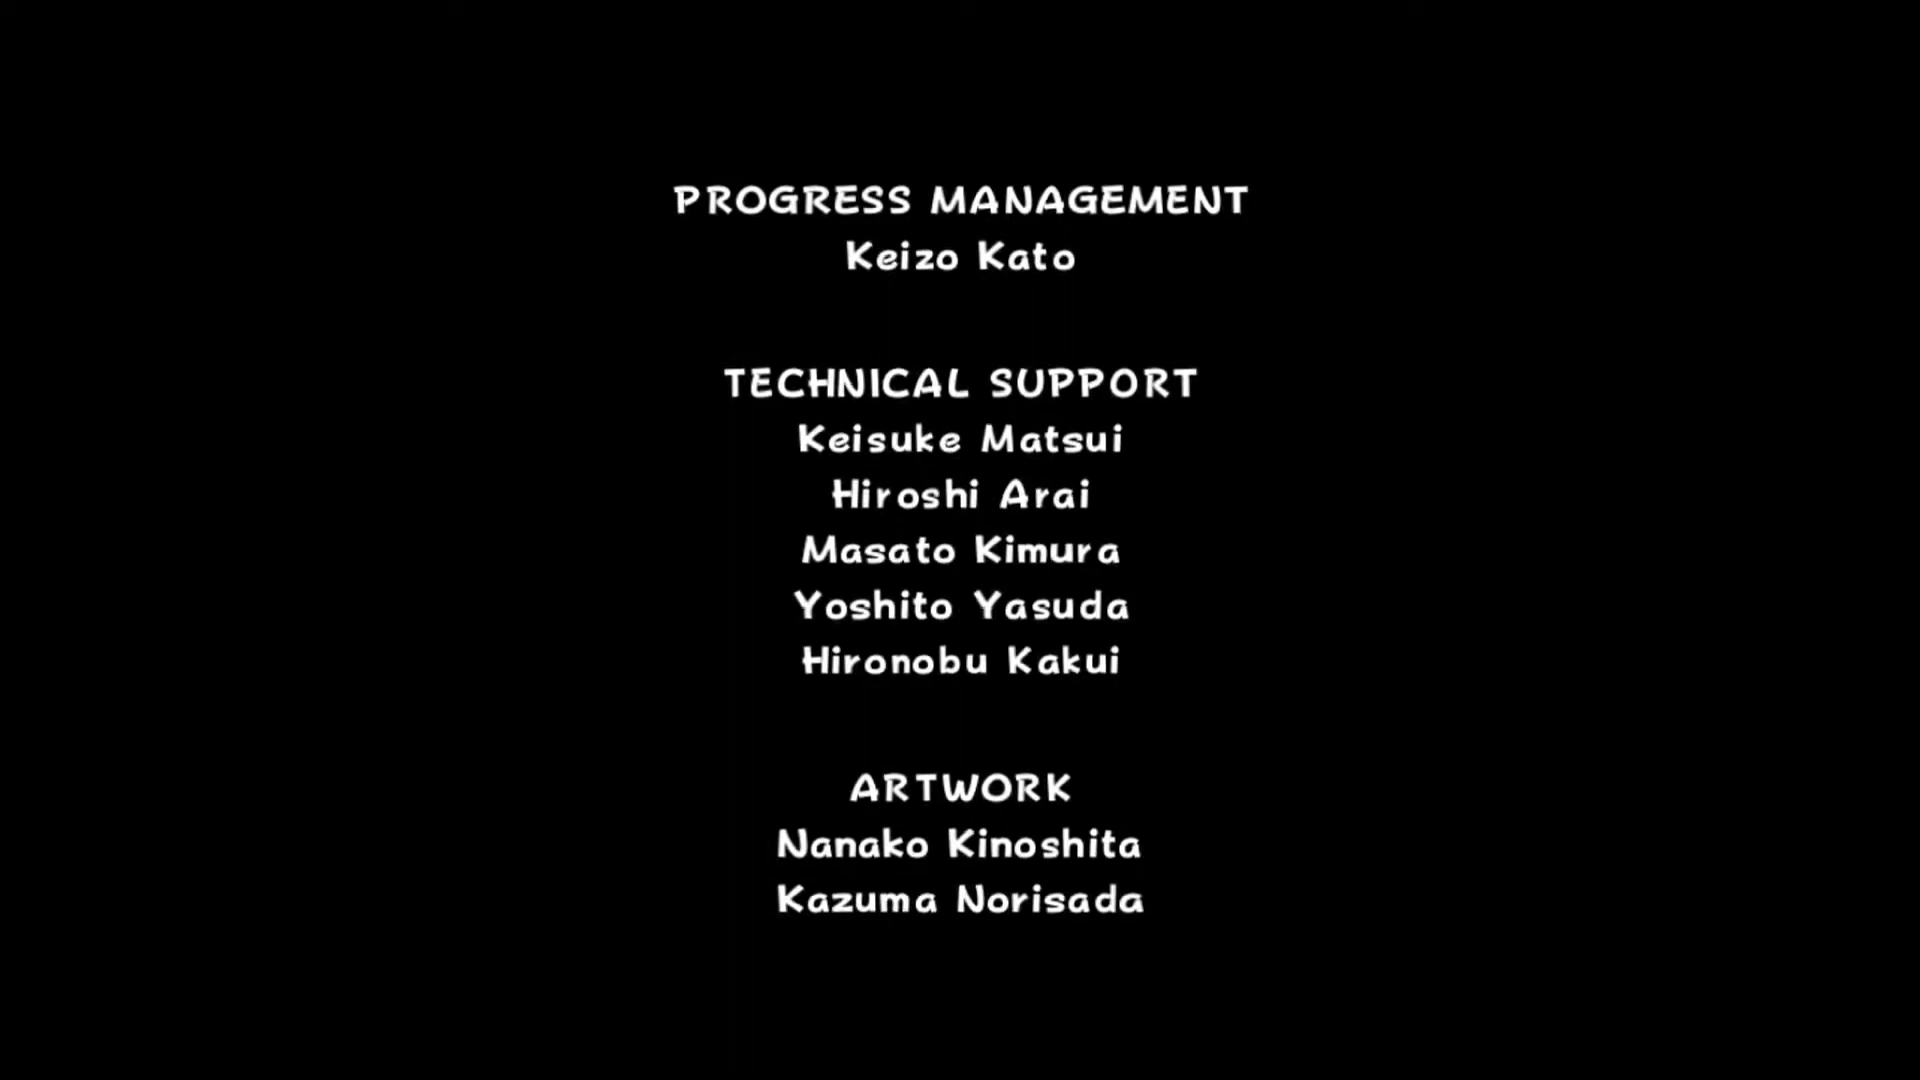 PROGRESS MANAGEMENT
Keizo Kato
TECHNICAL SUPPORT
Keisuke Matsui
Hiroshi Arai
Masato Kimura
Yoshito Yasuda
Hironobu Kakui
ARTWORK
Nanako Kinoshita
Kazuma Norisada